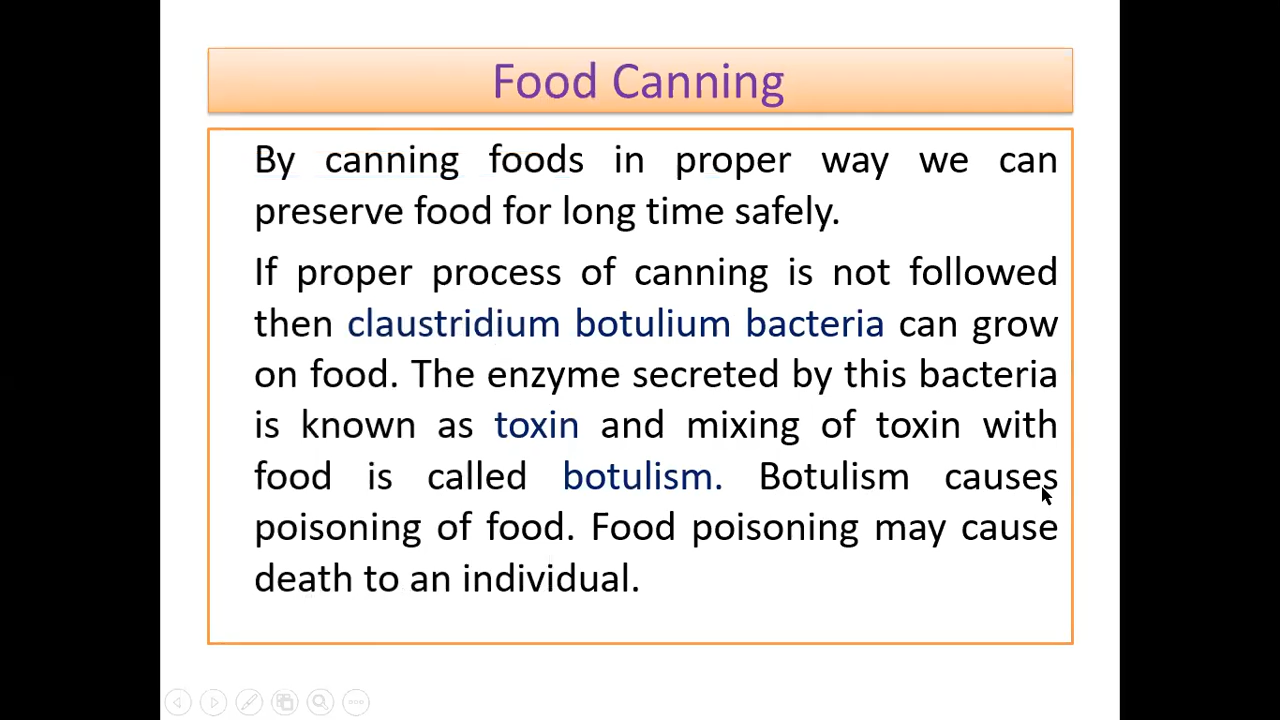 Food Canning
By canning foods in proper way we can
preserve food for long time safely.
If proper process of canning is not followed
then claustridium botulium bacteria can grow
on food. The enzyme secreted by this bacteria
is known as toxin and mixing of toxin with
food is called botulism. Botulism causes
poisoning of food. Food poisoning may cause
death to an individual.